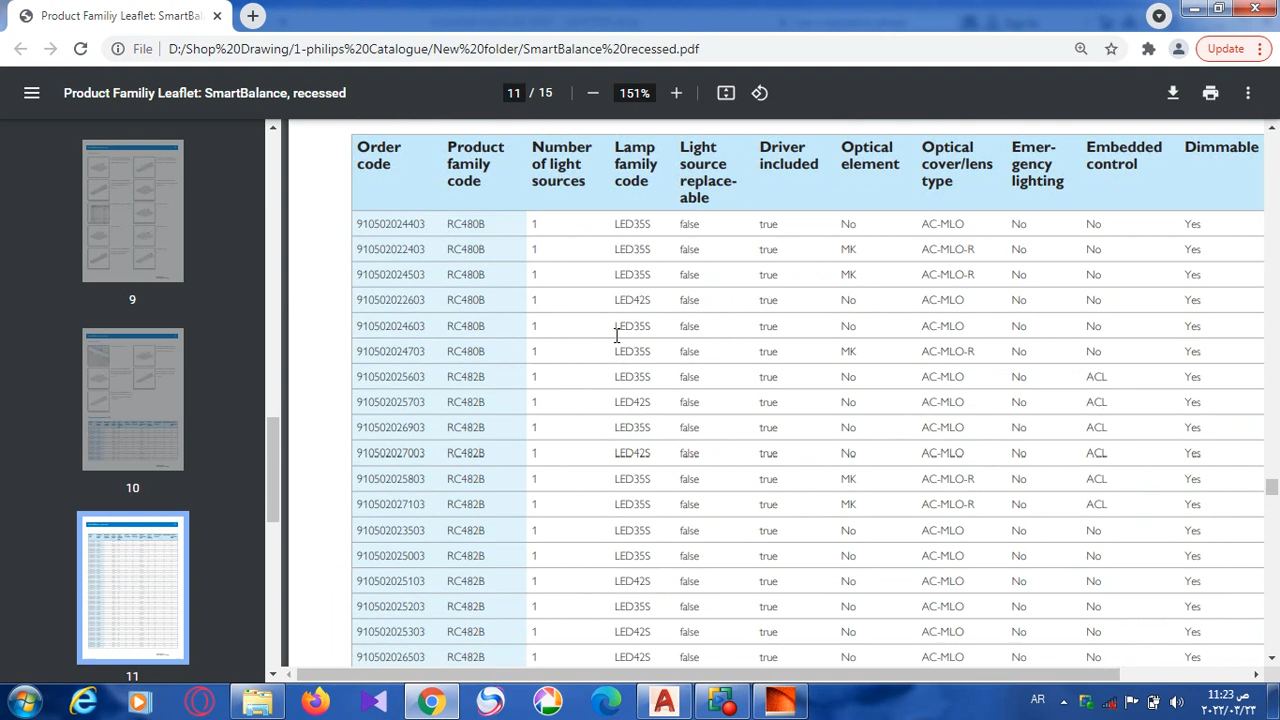 Product Familiy Leaflet: SmartBal
File D:/Shop%20Drawing/1-philips%20Catalogue/New%20folder/SmartBalance%20recessed.pdf
Update
Product Familiy Leaflet: SmartBalance, recessed
11 / 15
151%
9
10
11
Order code Product family code Number of light sources Lamp family code Light source replace-able Driver included Optical element Optical cover/lens type Emer-gency lighting Embedded control Dimmable
910502024403 RC480B 1 LED35S false true No AC-MLO No No Yes
910502022403 RC480B 1 LED35S false true MK AC-MLO-R No No Yes
910502024503 RC480B 1 LED35S false true MK AC-MLO-R No No Yes
910502022603 RC480B 1 LED42S false true No AC-MLO No No Yes
910502024603 RC480B 1 LED35S false true No AC-MLO No No Yes
910502024703 RC480B 1 LED35S false true MK AC-MLO-R No No Yes
910502025603 RC482B 1 LED35S false true No AC-MLO No ACL Yes
910502025703 RC482B 1 LED42S false true No AC-MLO No ACL Yes
910502026903 RC482B 1 LED35S false true No AC-MLO No ACL Yes
910502027003 RC482B 1 LED42S false true No AC-MLO No ACL Yes
910502025803 RC482B 1 LED35S false true MK AC-MLO-R No ACL Yes
910502027103 RC482B 1 LED35S false true MK AC-MLO-R No ACL Yes
910502023503 RC482B 1 LED35S false true No AC-MLO No No Yes
910502025003 RC482B 1 LED35S false true No AC-MLO No No Yes
910502025103 RC482B 1 LED42S false true No AC-MLO No No Yes
910502025203 RC482B 1 LED35S false true No AC-MLO No No Yes
910502025303 RC482B 1 LED42S false true No AC-MLO No No Yes
910502026503 RC482B 1 LED42S false true No AC-MLO No No Yes
AR
11:23 ص
٢٠٢٢/٠٣/٢٣